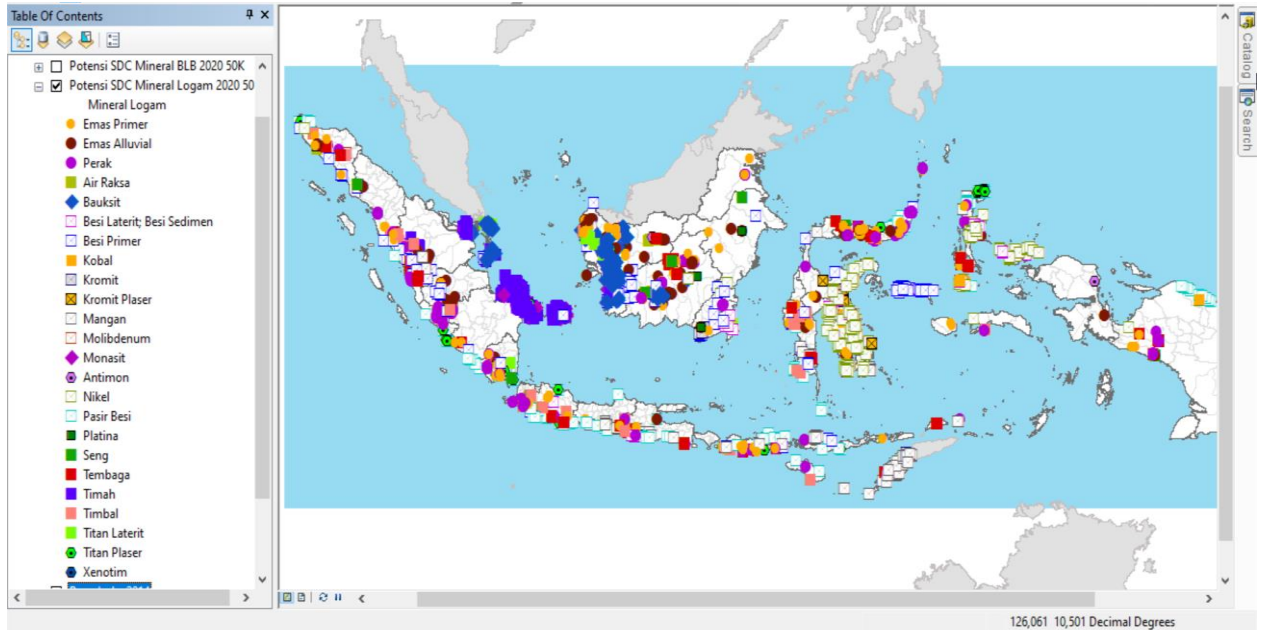 Table Of Contents
Potensi SDC Mineral BLB 2020 50K
Potensi SDC Mineral Logam 2020 50
Mineral Logam
Emas Primer
Emas Alluvial
Perak
Air Raksa
Bauksit
Besi Laterit; Besi Sedimen
Besi Primer
Kobal
Kromit
Kromit Plaser
Mangan
Molibdenum
Monasit
Antimon
Nikel
Pasir Besi
Platina
Seng
Tembaga
Timah
Timbal
Titan Laterit
Titan Plaser
Xenotim
Catalog
Search
126,061 10,501 Decimal Degrees